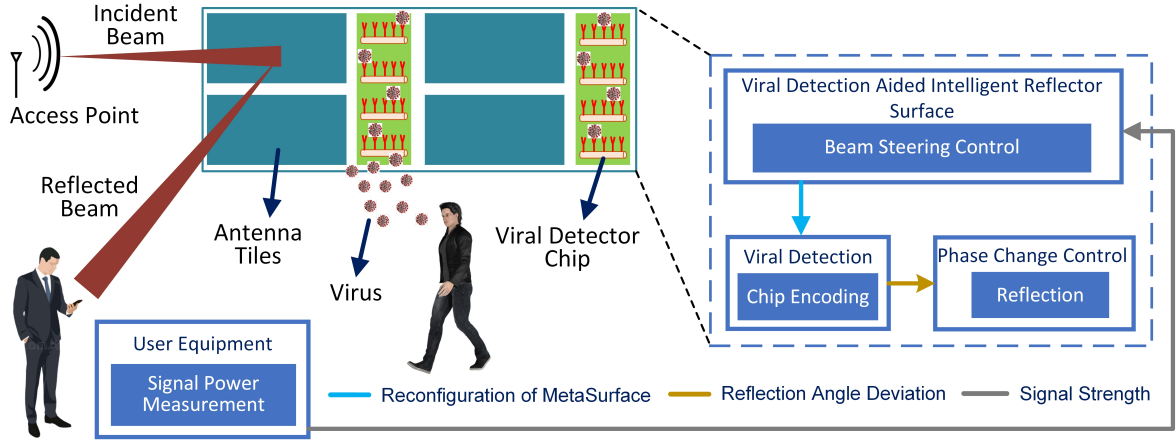 Incident
Beam
Access Point
Reflected
Beam
Antenna
Tiles
Virus
Viral Detector
Chip
Viral Detection Aided Intelligent Reflector
Surface
Beam Steering Control
Viral Detection
Chip Encoding
Phase Change Control
Reflection
User Equipment
Signal Power
Measurement
Reconfiguration of MetaSurface
Reflection Angle Deviation
Signal Strength